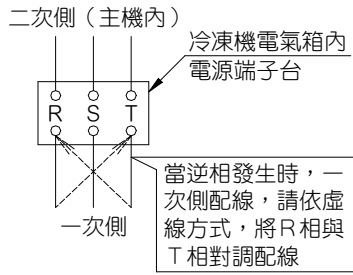 二次側（主機內）
冷凍機電氣箱內
電源端子台
R S T
當逆相發生時，一
次側配線，請依虛
線方式，將R相與
T相對調配線
一次側